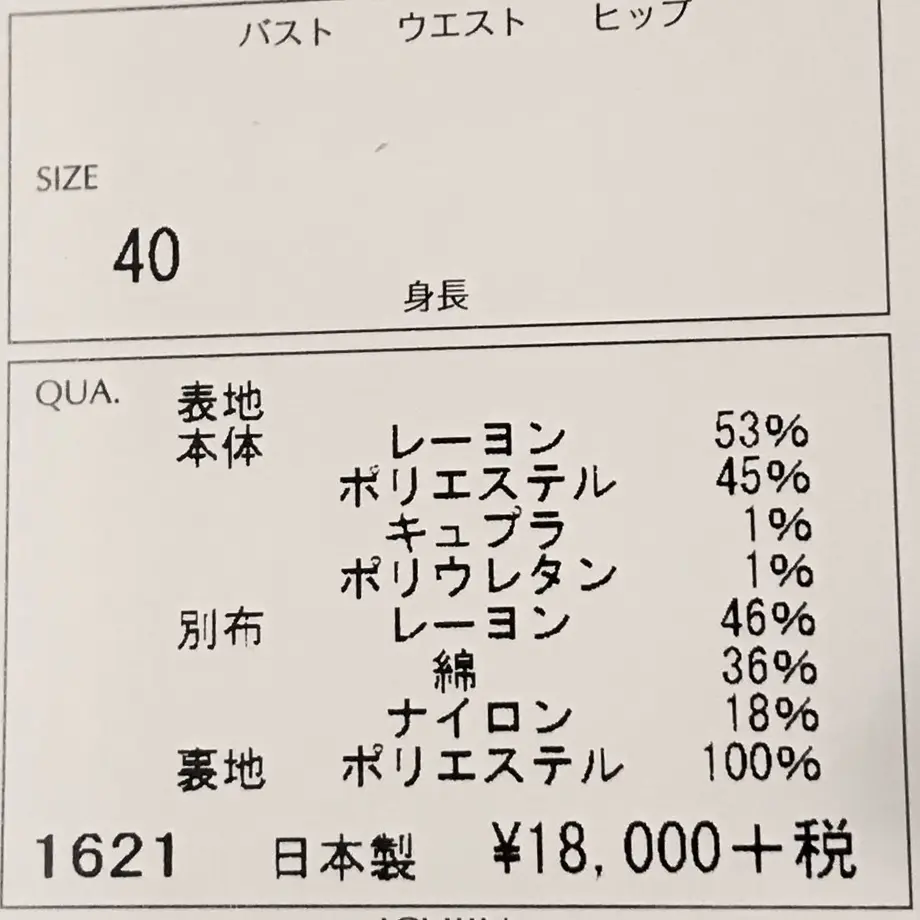 バスト ウエスト ヒップ
SIZE
40
身長
QUA. 表地
本体 レーヨン 53%
ポリエステル 45%
キュプラ 1%
ポリウレタン 1%
別布 レーヨン 46%
綿 36%
ナイロン 18%
裏地 ポリエステル 100%
1621 日本製 ¥18,000+税